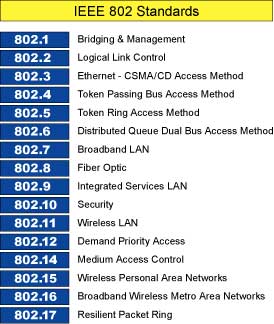 IEEE 802 Standards
802.1 Bridging & Management
802.2 Logical Link Control
802.3 Ethernet - CSMA/CD Access Method
802.4 Token Passing Bus Access Method
802.5 Token Ring Access Method
802.6 Distributed Queue Dual Bus Access Method
802.7 Broadband LAN
802.8 Fiber Optic
802.9 Integrated Services LAN
802.10 Security
802.11 Wireless LAN
802.12 Demand Priority Access
802.14 Medium Access Control
802.15 Wireless Personal Area Networks
802.16 Broadband Wireless Metro Area Networks
802.17 Resilient Packet Ring